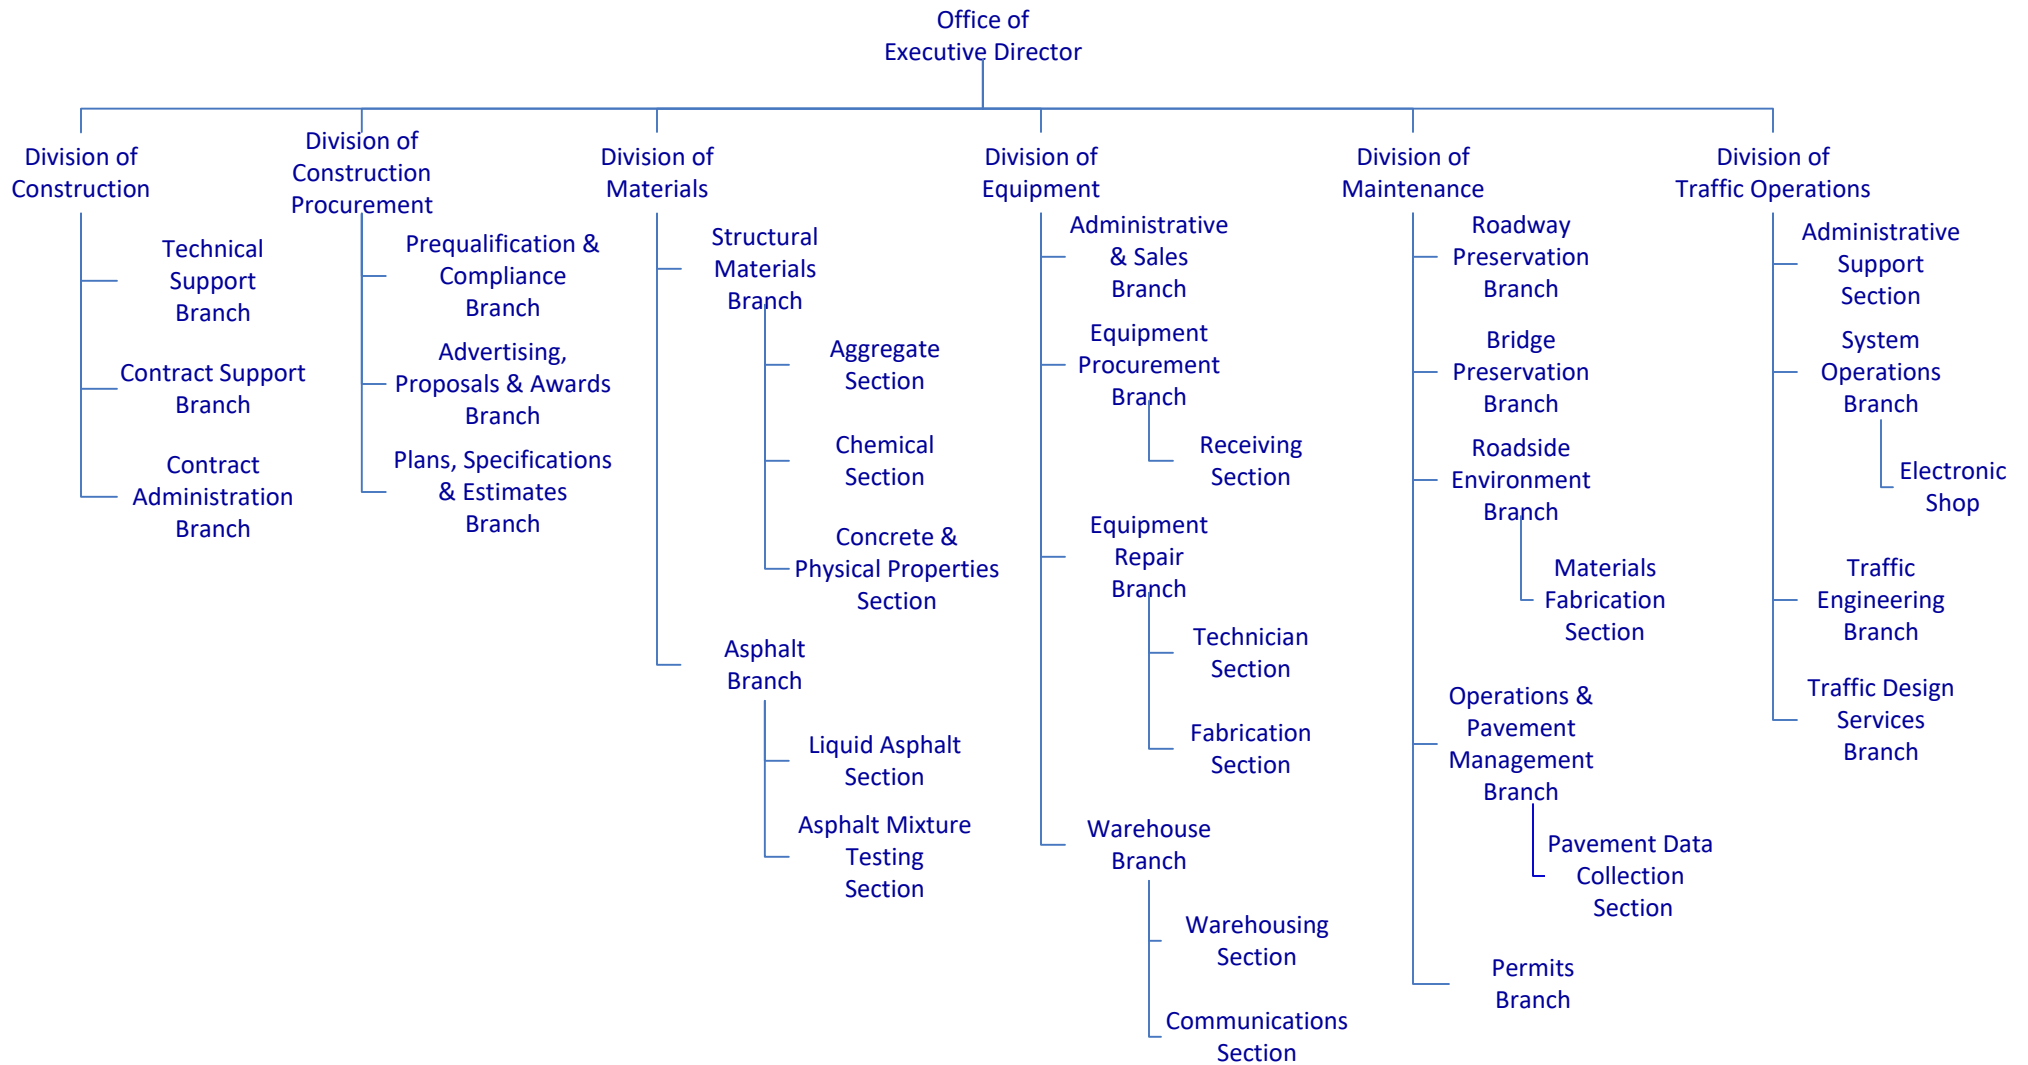 Office of
Executive Director
Division of
Construction
Technical
Support
Branch
Contract Support
Branch
Contract
Administration
Branch
Division of
Construction
Procurement
Prequalification &
Compliance
Branch
Advertising,
Proposals & Awards
Branch
Plans, Specifications
& Estimates
Branch
Division of
Materials
Structural
Materials
Branch
Aggregate
Section
Chemical
Section
Concrete &
Physical Properties
Section
Asphalt
Branch
Liquid Asphalt
Section
Asphalt Mixture
Testing
Section
Division of
Equipment
Administrative
& Sales
Branch
Equipment
Procurement
Branch
Receiving
Section
Equipment
Repair
Branch
Technician
Section
Fabrication
Section
Warehouse
Branch
Warehousing
Section
Communications
Section
Division of
Maintenance
Roadway
Preservation
Branch
Bridge
Preservation
Branch
Roadside
Environment
Branch
Materials
Fabrication
Section
Operations &
Pavement
Management
Branch
Pavement Data
Collection
Section
Permits
Branch
Division of
Traffic Operations
Administrative
Support
Section
System
Operations
Branch
Electronic
Shop
Traffic
Engineering
Branch
Traffic Design
Services
Branch